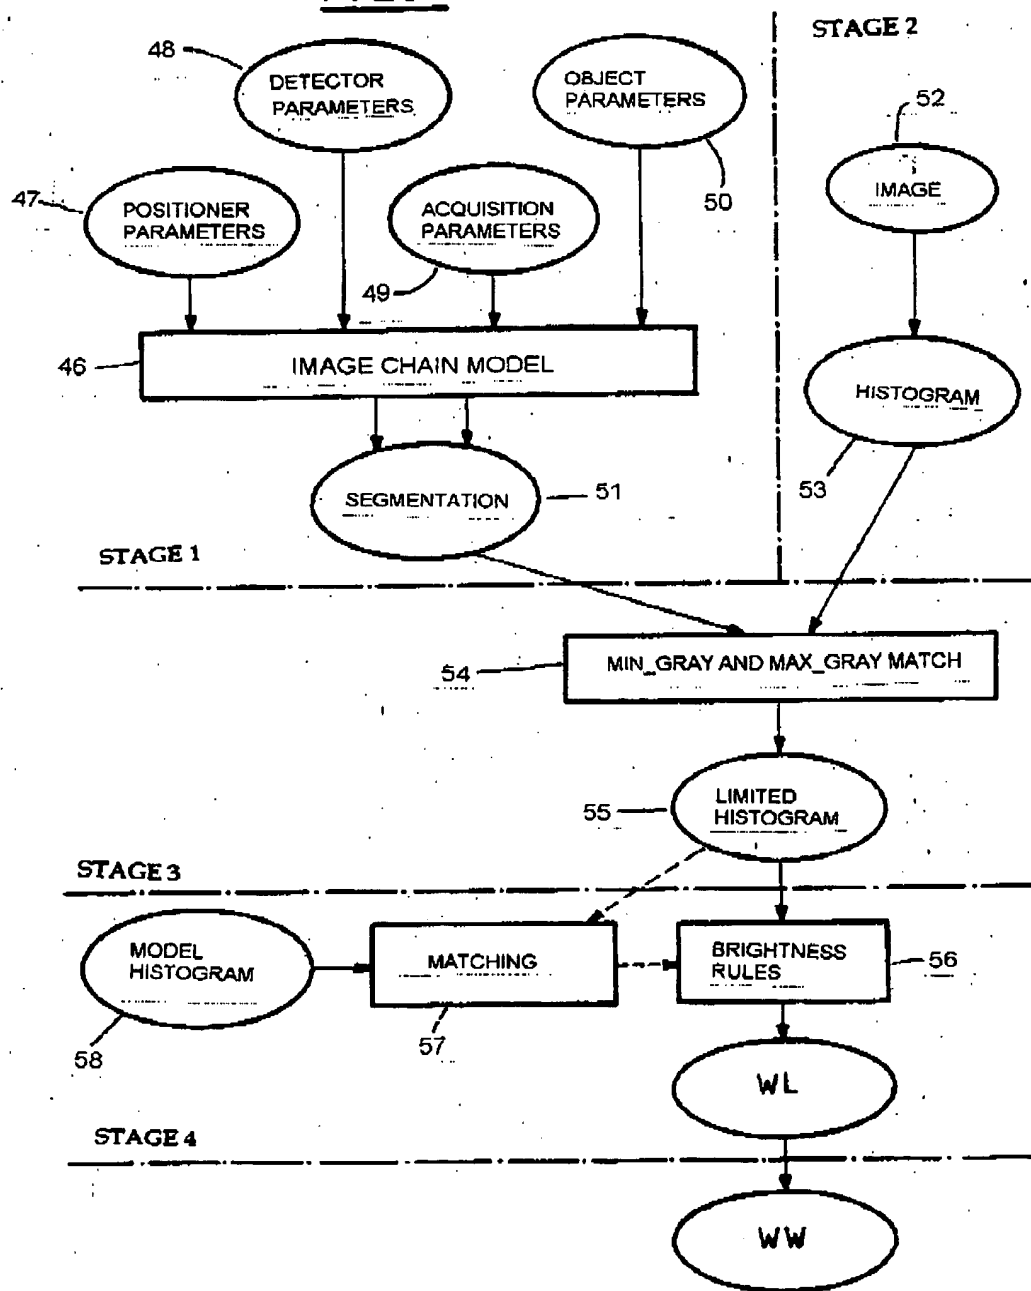 STAGE 2
48
DETECTOR
PARAMETERS
OBJECT
PARAMETERS
52
IMAGE
47
POSITIONER
PARAMETERS
ACQUISITION
PARAMETERS
50
49
46
IMAGE CHAIN MODEL
HISTOGRAM
53
SEGMENTATION
51
STAGE 1
54
MIN_GRAY AND MAX_GRAY MATCH
55
LIMITED
HISTOGRAM
STAGE 3
MODEL
HISTOGRAM
MATCHING
BRIGHTNESS
RULES
56
58
57
WL
STAGE 4
WW